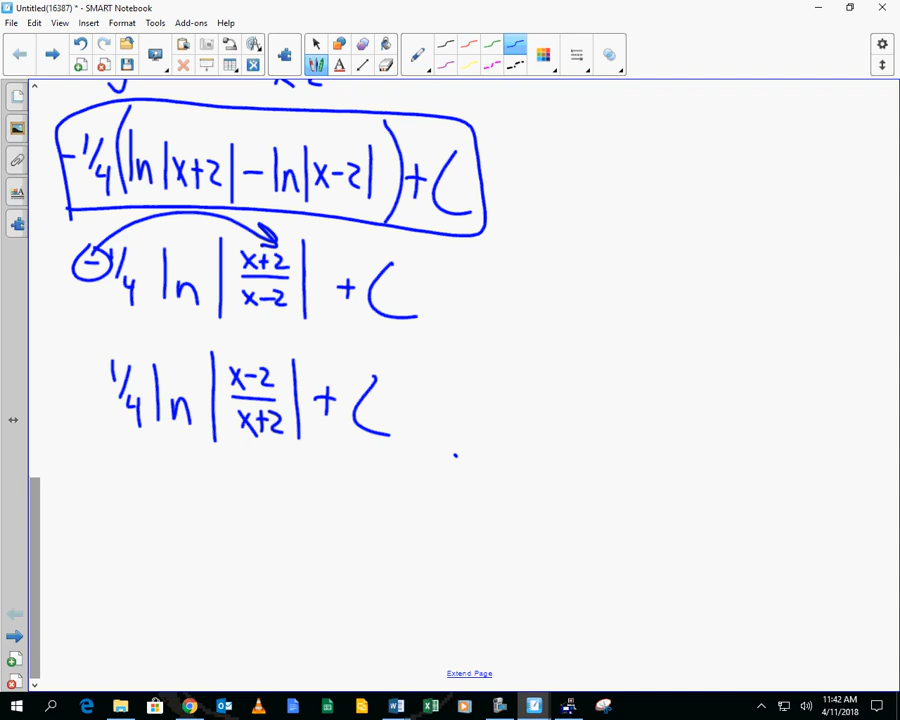 Untitled(16387) * - SMART Notebook
File Edit View Insert Format Tools Add-ons Help
-1/4(ln|x+2| - ln|x-2|) + C
-1/4 ln |x+2/x-2| + C
1/4 ln |x-2/x+2| + C
Extend Page
11:42 AM
4/11/2018